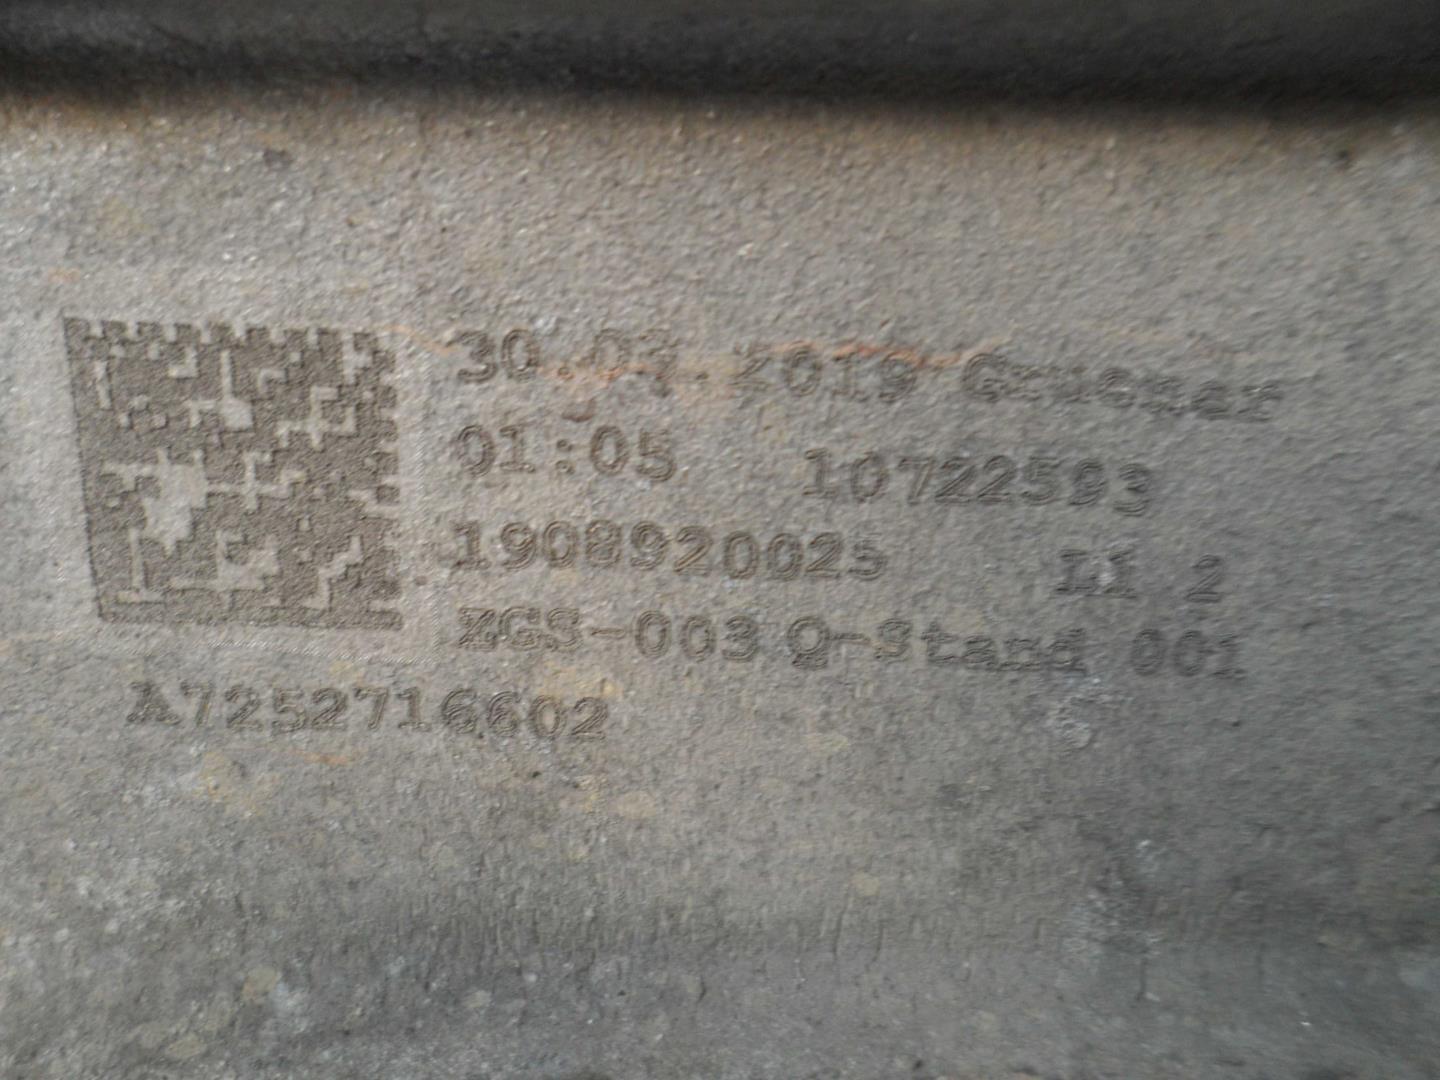 30.03.2019 Gruener
01:05 10722593
1908920025 L1 2
ZGS-003 Q-Stand 001
A7252716602